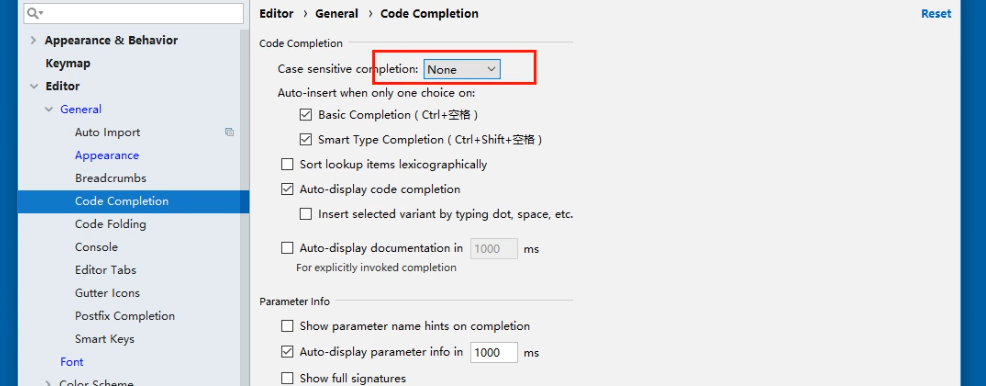 Editor › General › Code Completion
Reset
Appearance & Behavior
Keymap
Editor
General
Auto Import
Appearance
Breadcrumbs
Code Completion
Code Folding
Console
Editor Tabs
Gutter Icons
Postfix Completion
Smart Keys
Font
Color Scheme
Code Completion
Case sensitive completion: None
Auto-insert when only one choice on:
Basic Completion ( Ctrl+空格 )
Smart Type Completion ( Ctrl+Shift+空格 )
Sort lookup items lexicographically
Auto-display code completion
Insert selected variant by typing dot, space, etc.
Auto-display documentation in 1000 ms
For explicitly invoked completion
Parameter Info
Show parameter name hints on completion
Auto-display parameter info in 1000 ms
Show full signatures